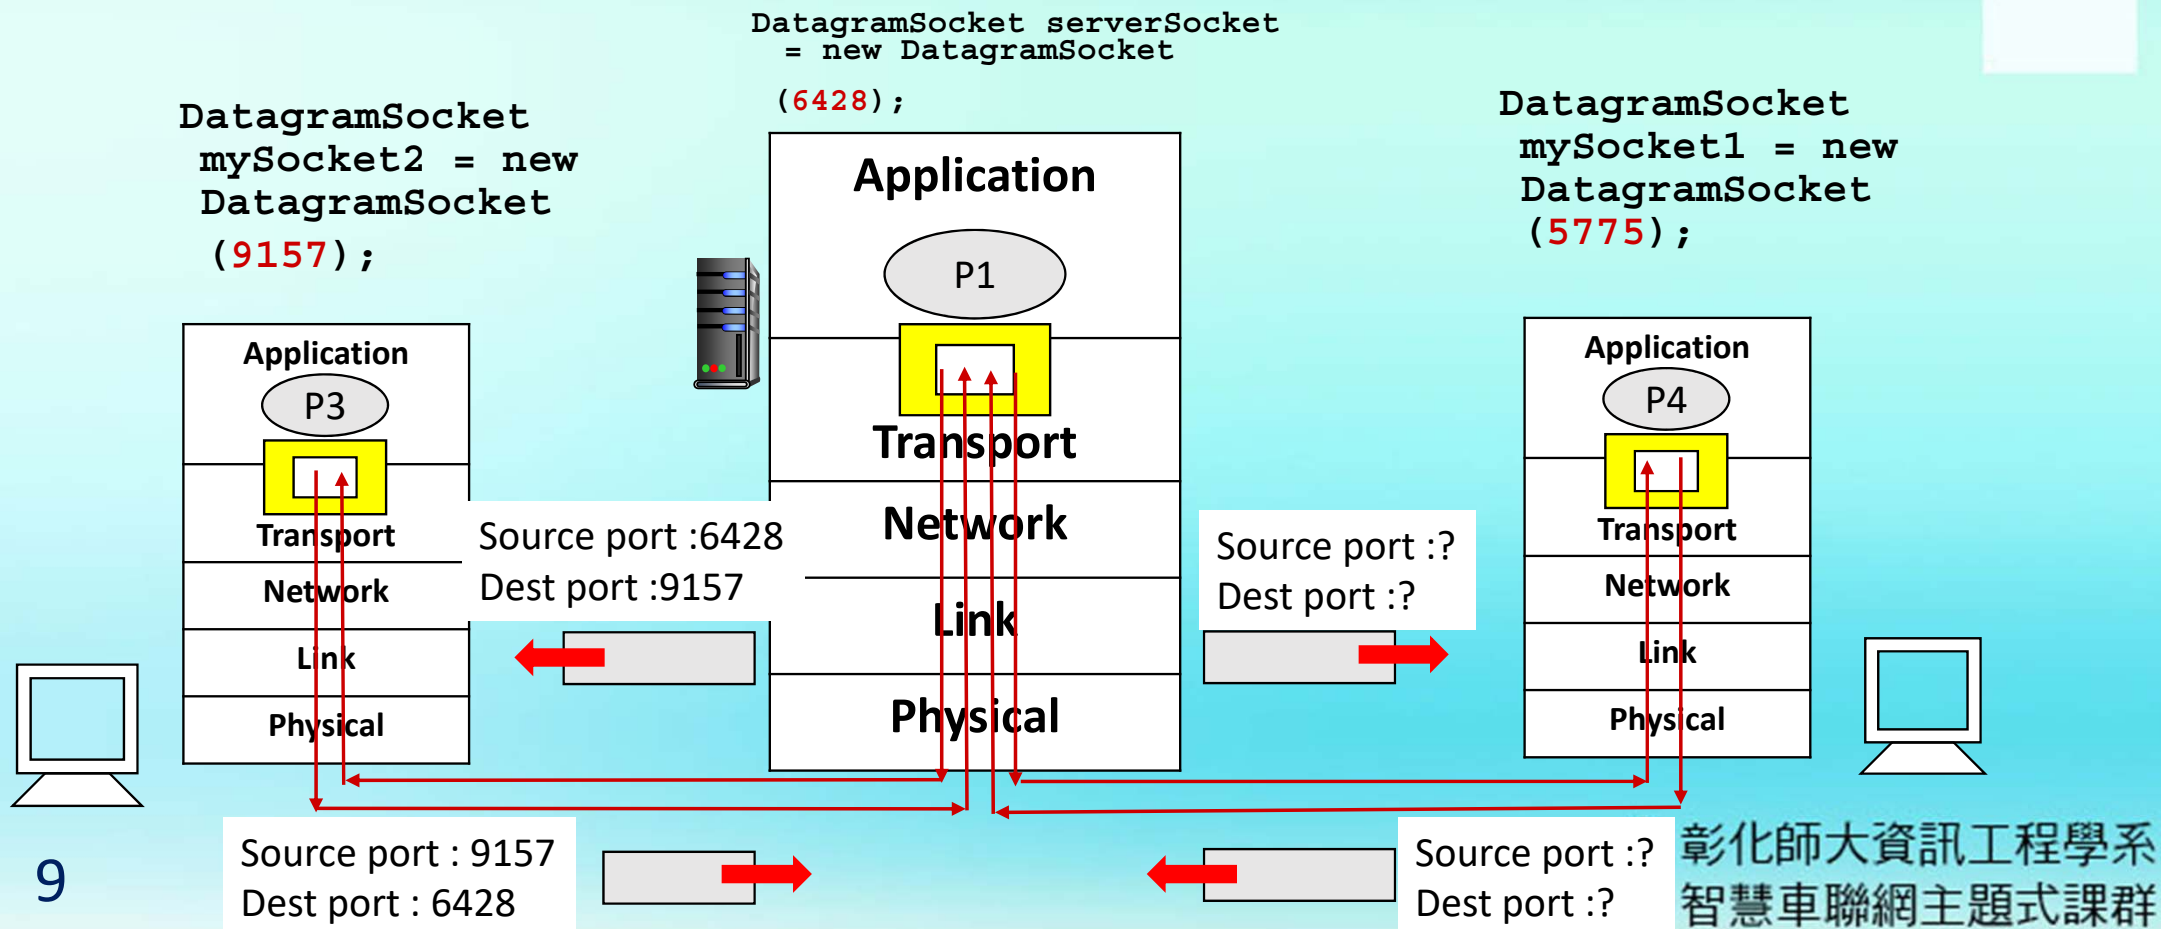 DatagramSocket serverSocket
= new DatagramSocket
(6428);
DatagramSocket
mySocket2 = new
DatagramSocket
(9157);
DatagramSocket
mySocket1 = new
DatagramSocket
(5775);
Application
P1
Transport
Network
Link
Physical
Application
P3
Transport
Network
Link
Physical
Application
P4
Transport
Network
Link
Physical
Source port :6428
Dest port :9157
Source port :?
Dest port :?
Source port : 9157
Dest port : 6428
Source port :?
Dest port :?
9
彰化師大資訊工程學系
智慧車聯網主題式課群